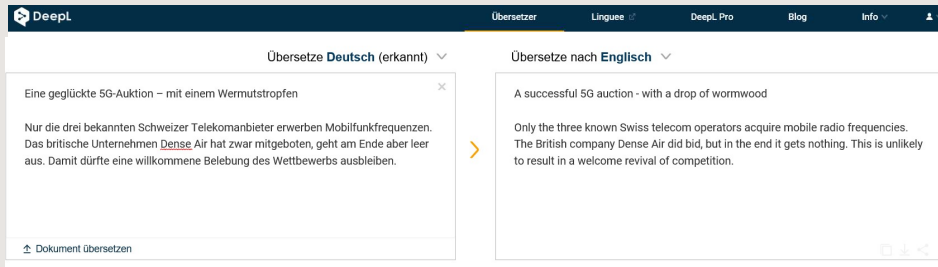 DeepL
Übersetzer Linguee DeepL Pro Blog Info
Übersetze Deutsch (erkannt)
Übersetze nach Englisch
Eine geglückte 5G-Auktion – mit einem Wermutstropfen
Nur die drei bekannten Schweizer Telekomanbieter erwerben Mobilfunkfrequenzen.
Das britische Unternehmen Dense Air hat zwar mitgeboten, geht am Ende aber leer
aus. Damit dürfte eine willkommene Belebung des Wettbewerbs ausbleiben.
Dokument übersetzen
A successful 5G auction - with a drop of wormwood
Only the three known Swiss telecom operators acquire mobile radio frequencies.
The British company Dense Air did bid, but in the end it gets nothing. This is unlikely
to result in a welcome revival of competition.